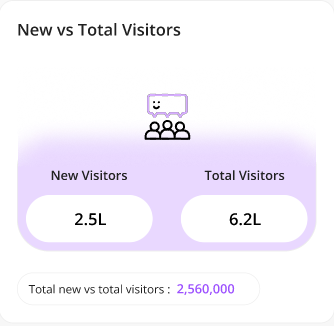 New vs Total Visitors
New Visitors
Total Visitors
2.5L
6.2L
Total new vs total visitors : 2,560,000